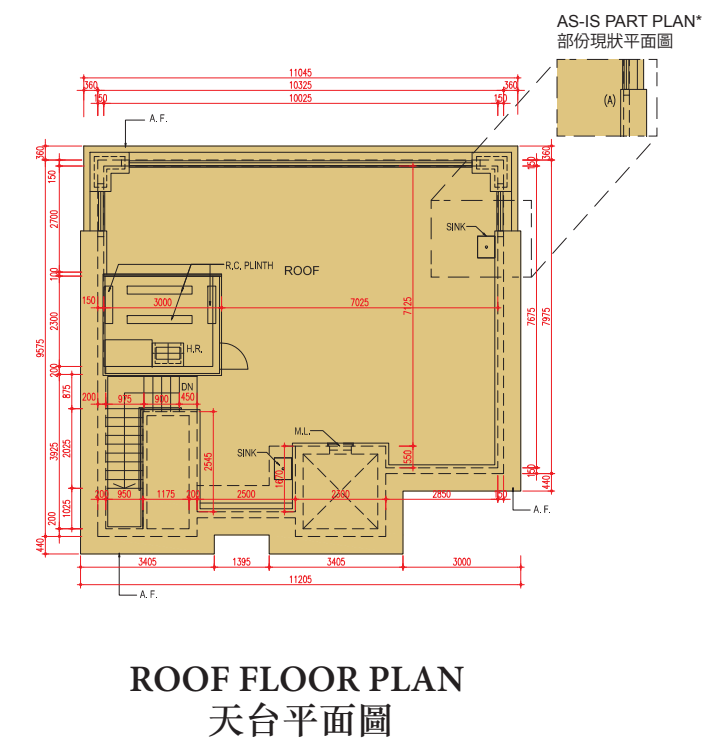 AS-IS PART PLAN*
部份現狀平面圖
(A)
11045
360 10325 360
150 10025 150
A. F.
360 360
150 150
2700
SINK
R.C. PLINTH
ROOF
100
150 3000 7025
7125
7675
7975
2300
9575
H.R.
200
875
DN
200 975 900 450
M.L.
2025
3925
2545
SINK
1670
550
200 950 1175 200 2500 2300 2850 150
1025
200
440
440
A. F.
3405 1395 3405 3000
11205
A. F.
ROOF FLOOR PLAN
天台平面圖